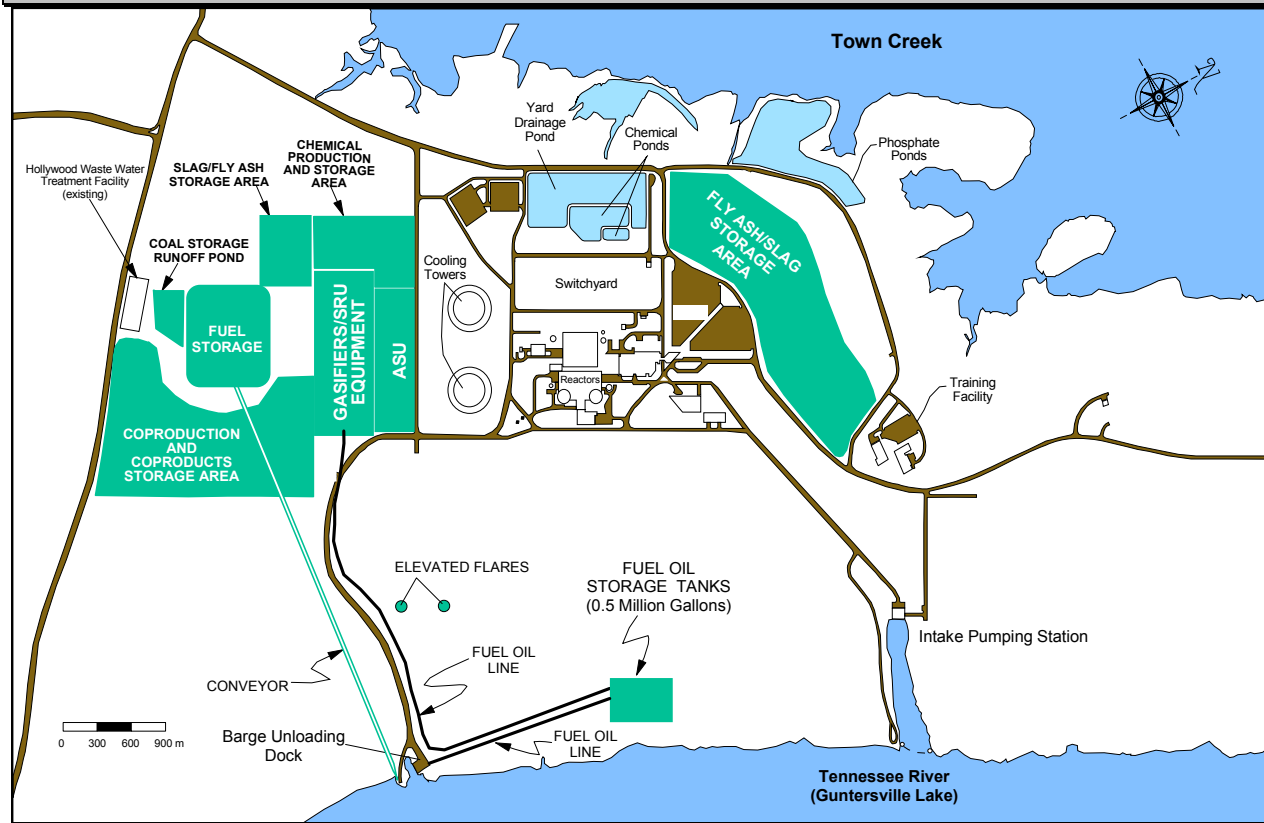 Town Creek
N
Yard
Drainage
Pond
Chemical
Ponds
Phosphate
Ponds
Hollywood Waste Water
Treatment Facility
(existing)
SLAG/FLY ASH
STORAGE AREA
CHEMICAL
PRODUCTION
AND STORAGE
AREA
COAL STORAGE
RUNOFF POND
FUEL
STORAGE
GASIFIERS/SRU
EQUIPMENT
ASU
Cooling
Towers
Switchyard
Reactors
FLY ASH/SLAG
STORAGE
AREA
Training
Facility
COPRODUCTION
AND
COPRODUCTS
STORAGE AREA
ELEVATED FLARES
FUEL OIL
STORAGE TANKS
(0.5 Million Gallons)
Intake Pumping Station
FUEL OIL
LINE
CONVEYOR
0 300 600 900 m
Barge Unloading
Dock
FUEL OIL
LINE
Tennessee River
(Guntersville Lake)